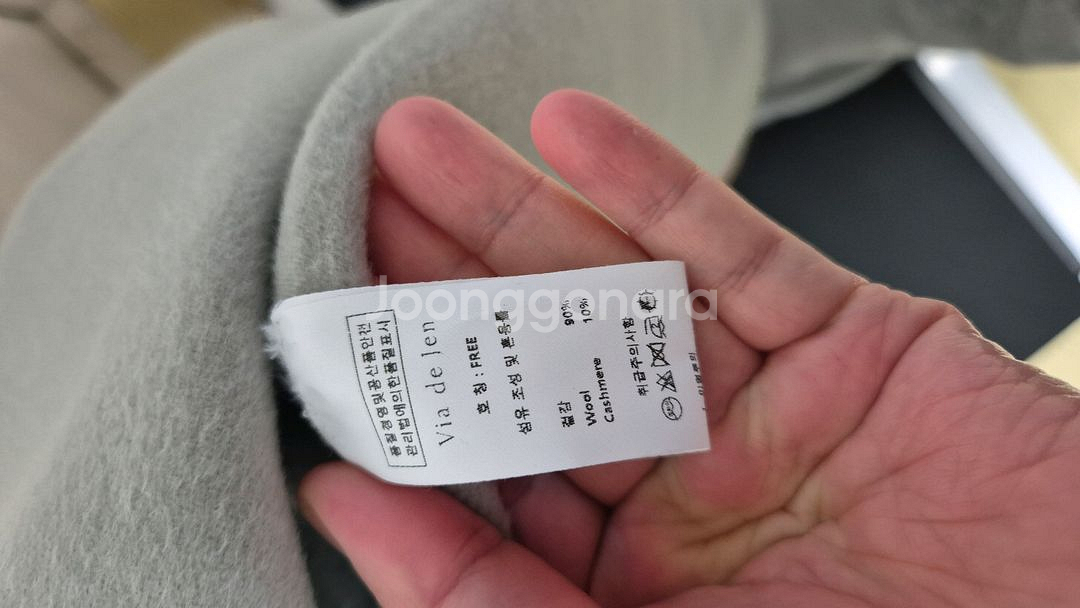 품질경영및공산품안전
관리법에의한품질표시
Via de Jen
호 칭 : FREE
섬유 조성 및 혼용률
겉감
Wool 90%
Cashmere 10%
취급주의사항
Joonggonara